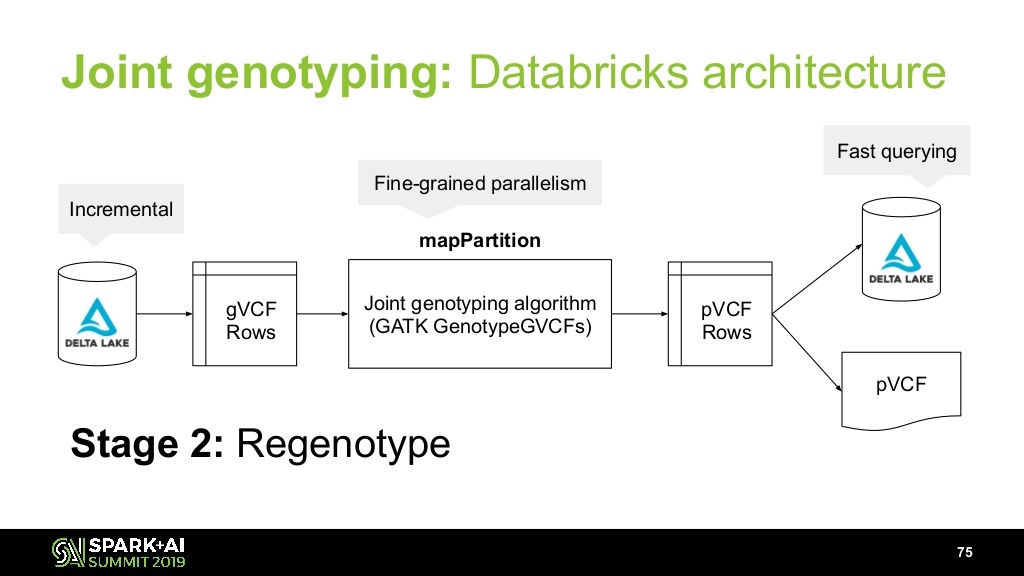 Joint genotyping: Databricks architecture
Fast querying
Fine-grained parallelism
Incremental
mapPartition
DELTA LAKE
gVCF
Rows
Joint genotyping algorithm
(GATK GenotypeGVCFs)
pVCF
Rows
DELTA LAKE
pVCF
Stage 2: Regenotype
SPARK+AI
SUMMIT 2019
75